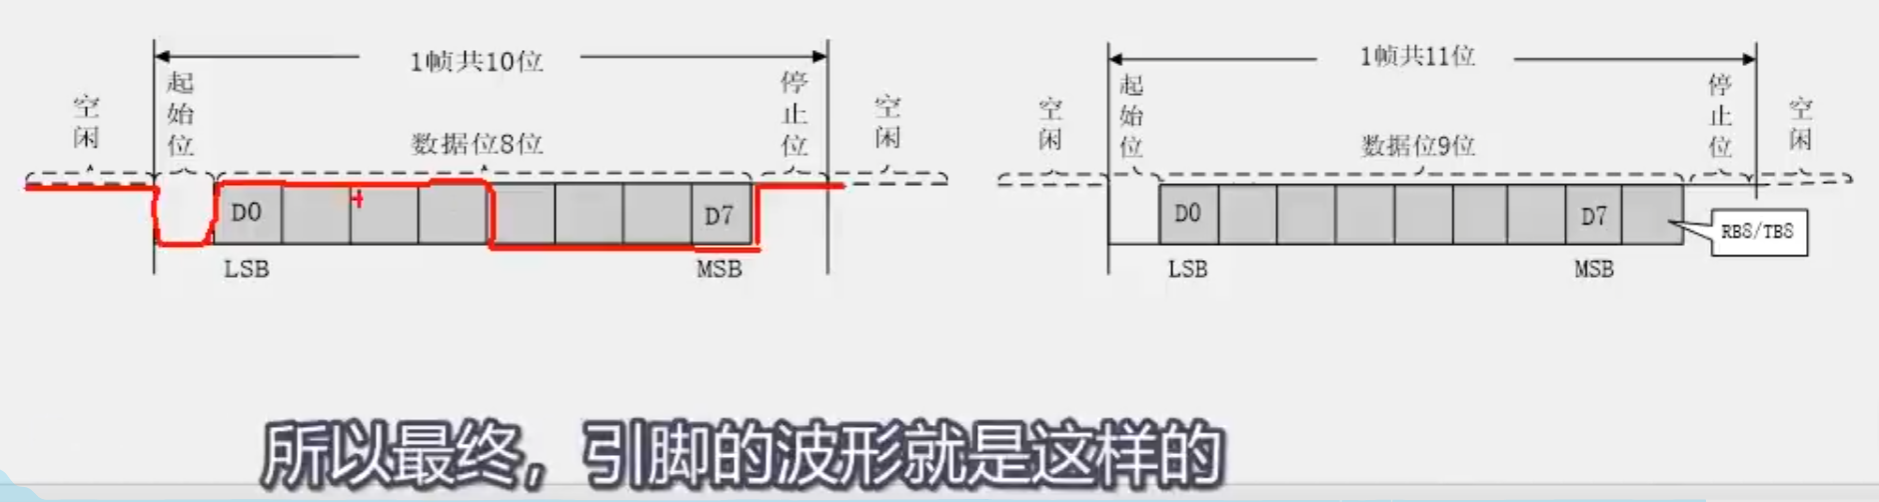 1帧共10位
空闲
起始位
数据位8位
停止位
空闲
D0
D7
LSB
MSB
1帧共11位
空闲
起始位
数据位9位
停止位
空闲
D0
D7
RB8/TB8
LSB
MSB
所以最终，引脚的波形就是这样的